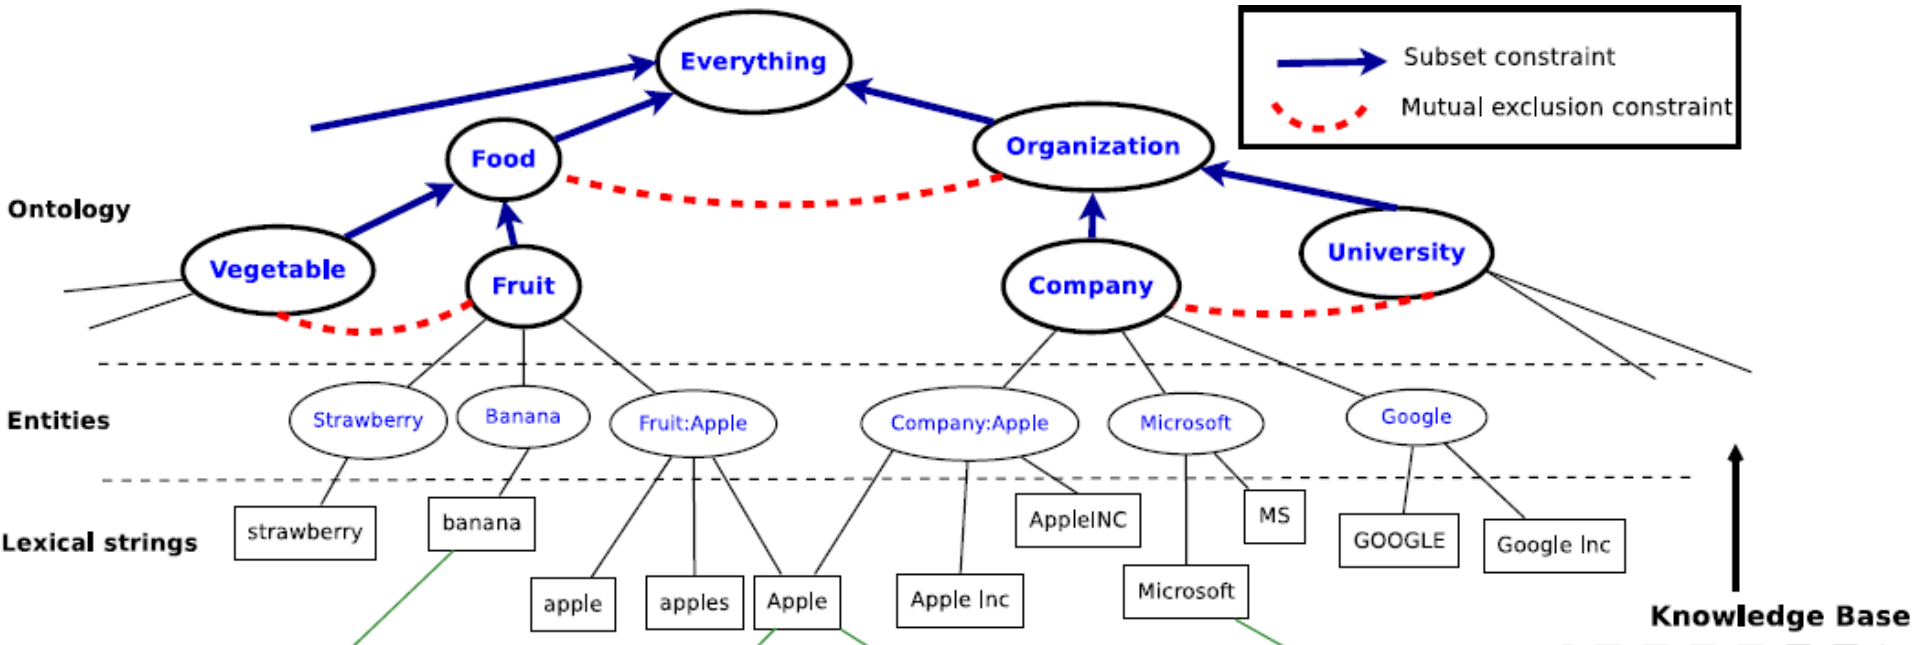 Everything
Subset constraint
Mutual exclusion constraint
Food
Organization
Ontology
Vegetable
Fruit
Company
University
Entities
Strawberry
Banana
Fruit:Apple
Company:Apple
Microsoft
Google
Lexical strings
strawberry
banana
apple
apples
Apple
Apple Inc
AppleINC
Microsoft
MS
GOOGLE
Google Inc
Knowledge Base